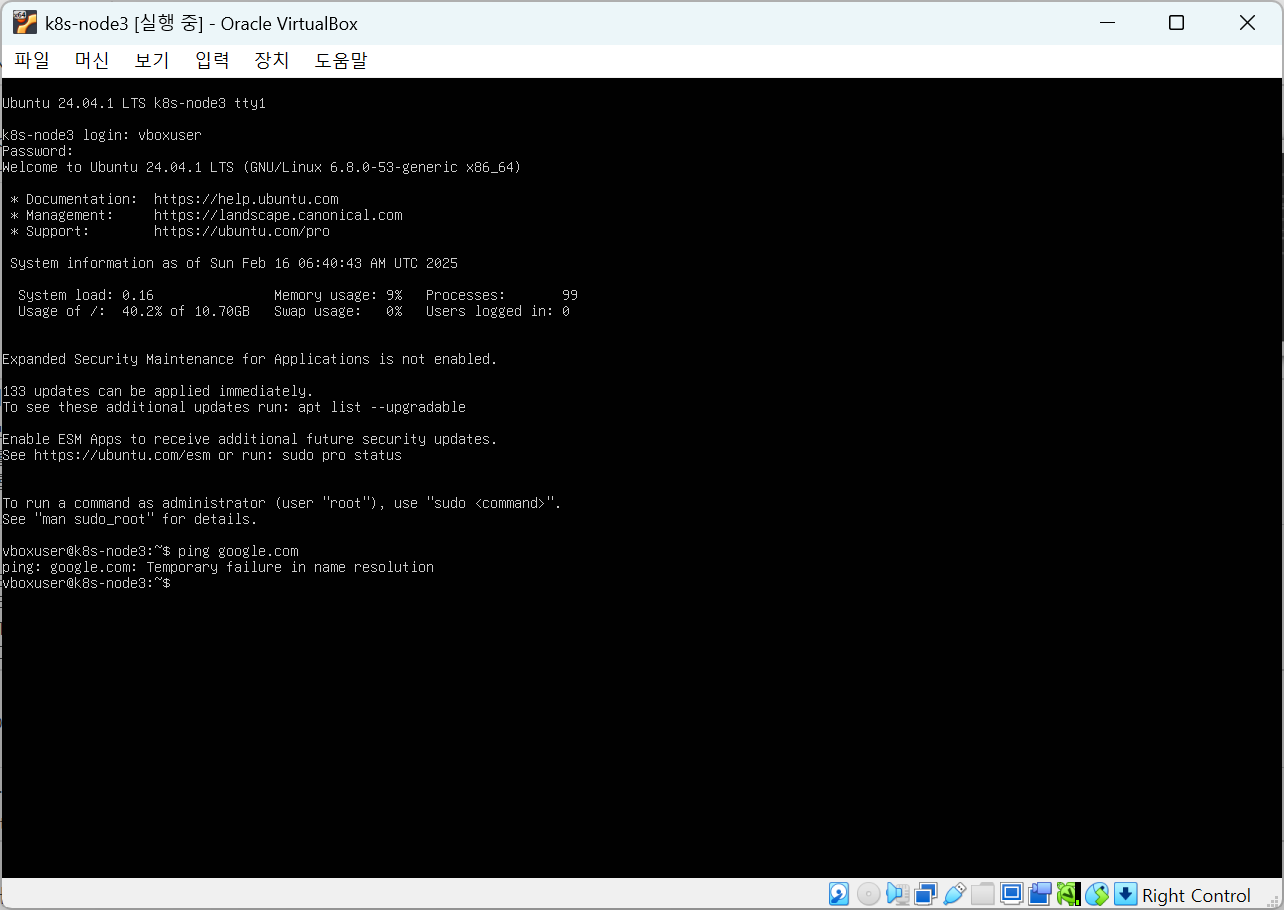 k8s-node3 [실행 중] - Oracle VirtualBox
파일 머신 보기 입력 장치 도움말
Ubuntu 24.04.1 LTS k8s-node3 tty1
k8s-node3 login: vboxuser
Password:
Welcome to Ubuntu 24.04.1 LTS (GNU/Linux 6.8.0-53-generic x86_64)
* Documentation: https://help.ubuntu.com
* Management: https://landscape.canonical.com
* Support: https://ubuntu.com/pro
System information as of Sun Feb 16 06:40:43 AM UTC 2025
System load: 0.16 Memory usage: 9% Processes: 99
Usage of /: 40.2% of 10.70GB Swap usage: 0% Users logged in: 0
Expanded Security Maintenance for Applications is not enabled.
133 updates can be applied immediately.
To see these additional updates run: apt list --upgradable
Enable ESM Apps to receive additional future security updates.
See https://ubuntu.com/esm or run: sudo pro status
To run a command as administrator (user "root"), use "sudo <command>".
See "man sudo_root" for details.
vboxuser@k8s-node3:~$ ping google.com
ping: google.com: Temporary failure in name resolution
vboxuser@k8s-node3:~$
Right Control